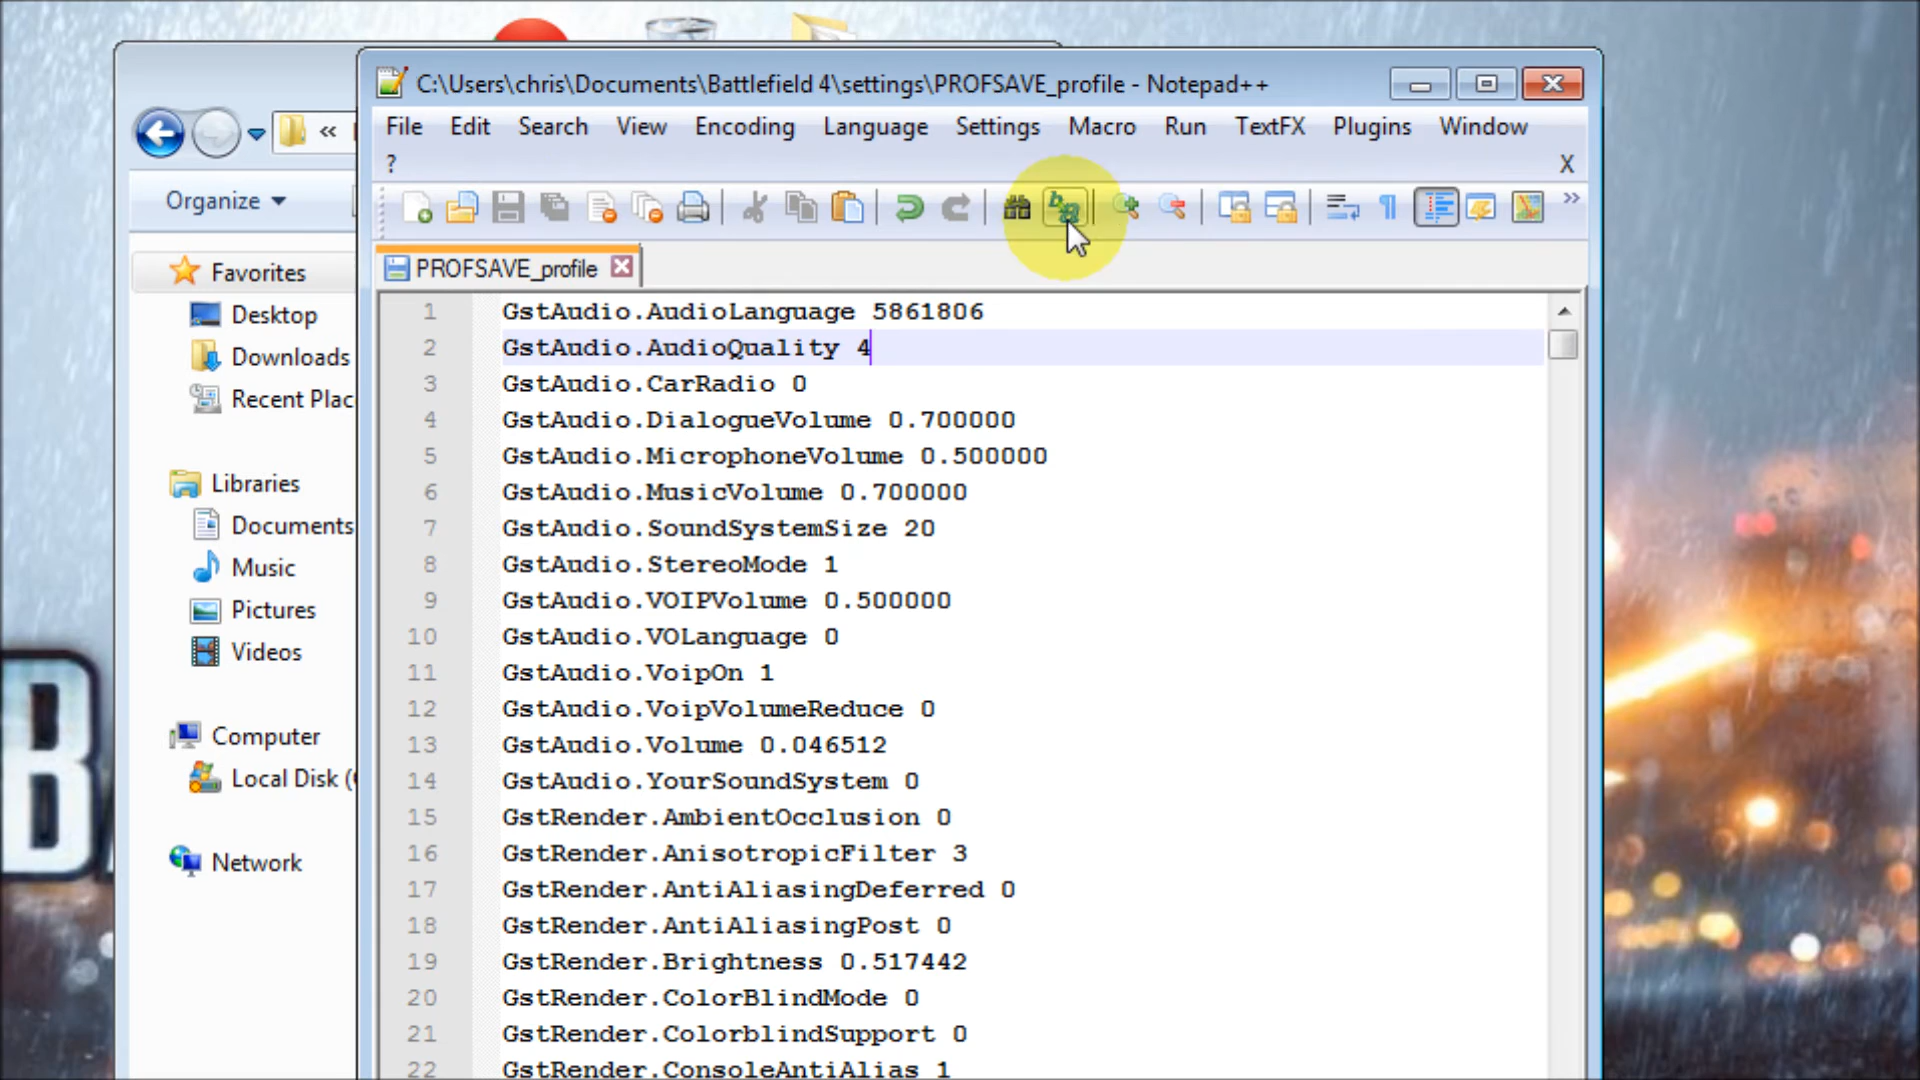 C:\Users\chris\Documents\Battlefield 4\settings\PROFSAVE_profile - Notepad++
File Edit Search View Encoding Language Settings Macro Run TextFX Plugins Window
? X
«
Organize
»
PROFSAVE_profile
Favorites
Desktop
Downloads
Recent Plac
Libraries
Documents
Music
Pictures
Videos
Computer
Local Disk (
Network
1 GstAudio.AudioLanguage 5861806
2 GstAudio.AudioQuality 4
3 GstAudio.CarRadio 0
4 GstAudio.DialogueVolume 0.700000
5 GstAudio.MicrophoneVolume 0.500000
6 GstAudio.MusicVolume 0.700000
7 GstAudio.SoundSystemSize 20
8 GstAudio.StereoMode 1
9 GstAudio.VOIPVolume 0.500000
10 GstAudio.VOLanguage 0
11 GstAudio.VoipOn 1
12 GstAudio.VoipVolumeReduce 0
13 GstAudio.Volume 0.046512
14 GstAudio.YourSoundSystem 0
15 GstRender.AmbientOcclusion 0
16 GstRender.AnisotropicFilter 3
17 GstRender.AntiAliasingDeferred 0
18 GstRender.AntiAliasingPost 0
19 GstRender.Brightness 0.517442
20 GstRender.ColorBlindMode 0
21 GstRender.ColorblindSupport 0
22 GstRender.ConsoleAntiAlias 1
B